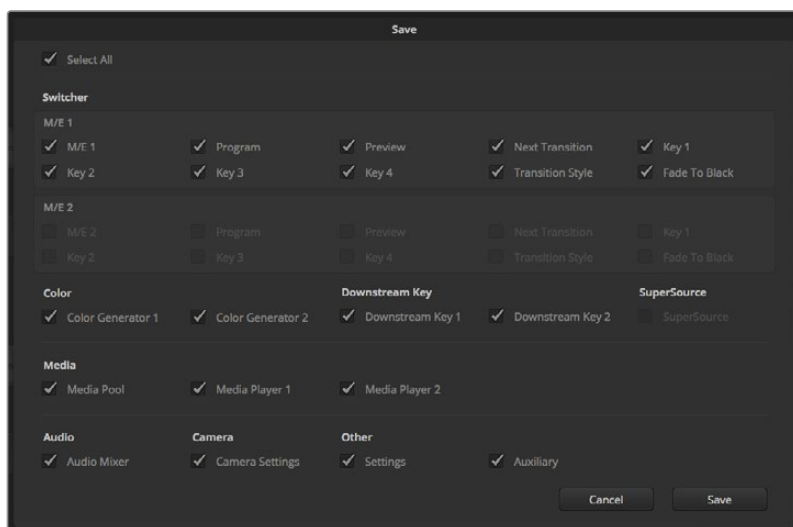 Save
Select All
Switcher
M/E 1
M/E 1 Program Preview Next Transition Key 1
Key 2 Key 3 Key 4 Transition Style Fade To Black
M/E 2
M/E 2 Program Preview Next Transition Key 1
Key 2 Key 3 Key 4 Transition Style Fade To Black
Color Downstream Key SuperSource
Color Generator 1 Color Generator 2 Downstream Key 1 Downstream Key 2 SuperSource
Media
Media Pool Media Player 1 Media Player 2
Audio Camera Other
Audio Mixer Camera Settings Settings Auxiliary
Cancel Save